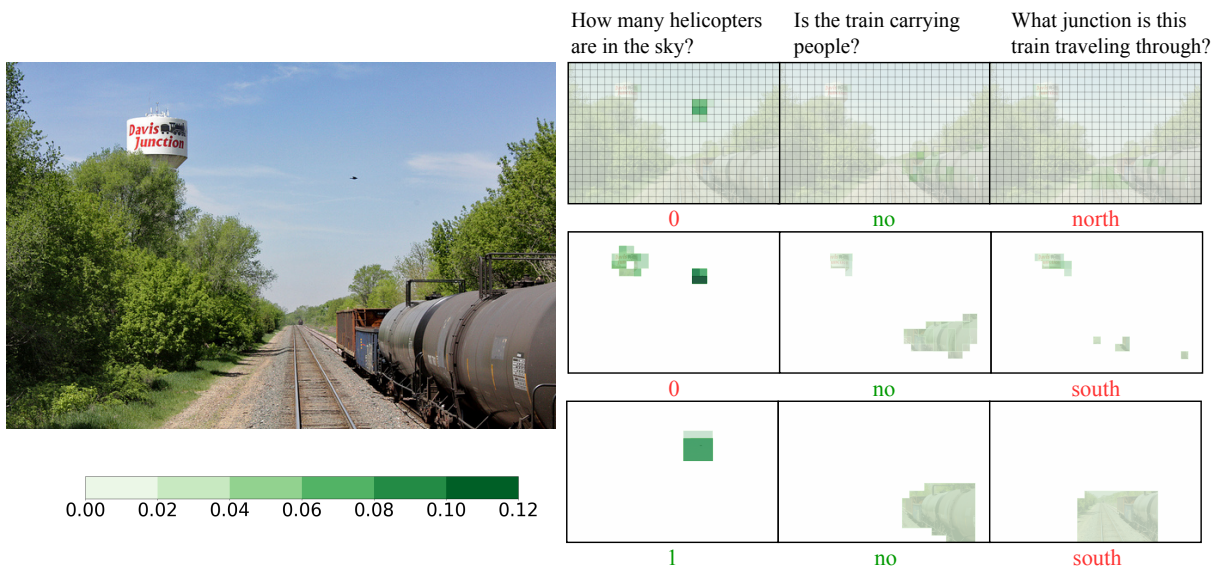 How many helicopters
are in the sky?
Is the train carrying
people?
What junction is this
train traveling through?
Davis
Junction
0
no
north
0
no
south
1
no
south
0.00 0.02 0.04 0.06 0.08 0.10 0.12